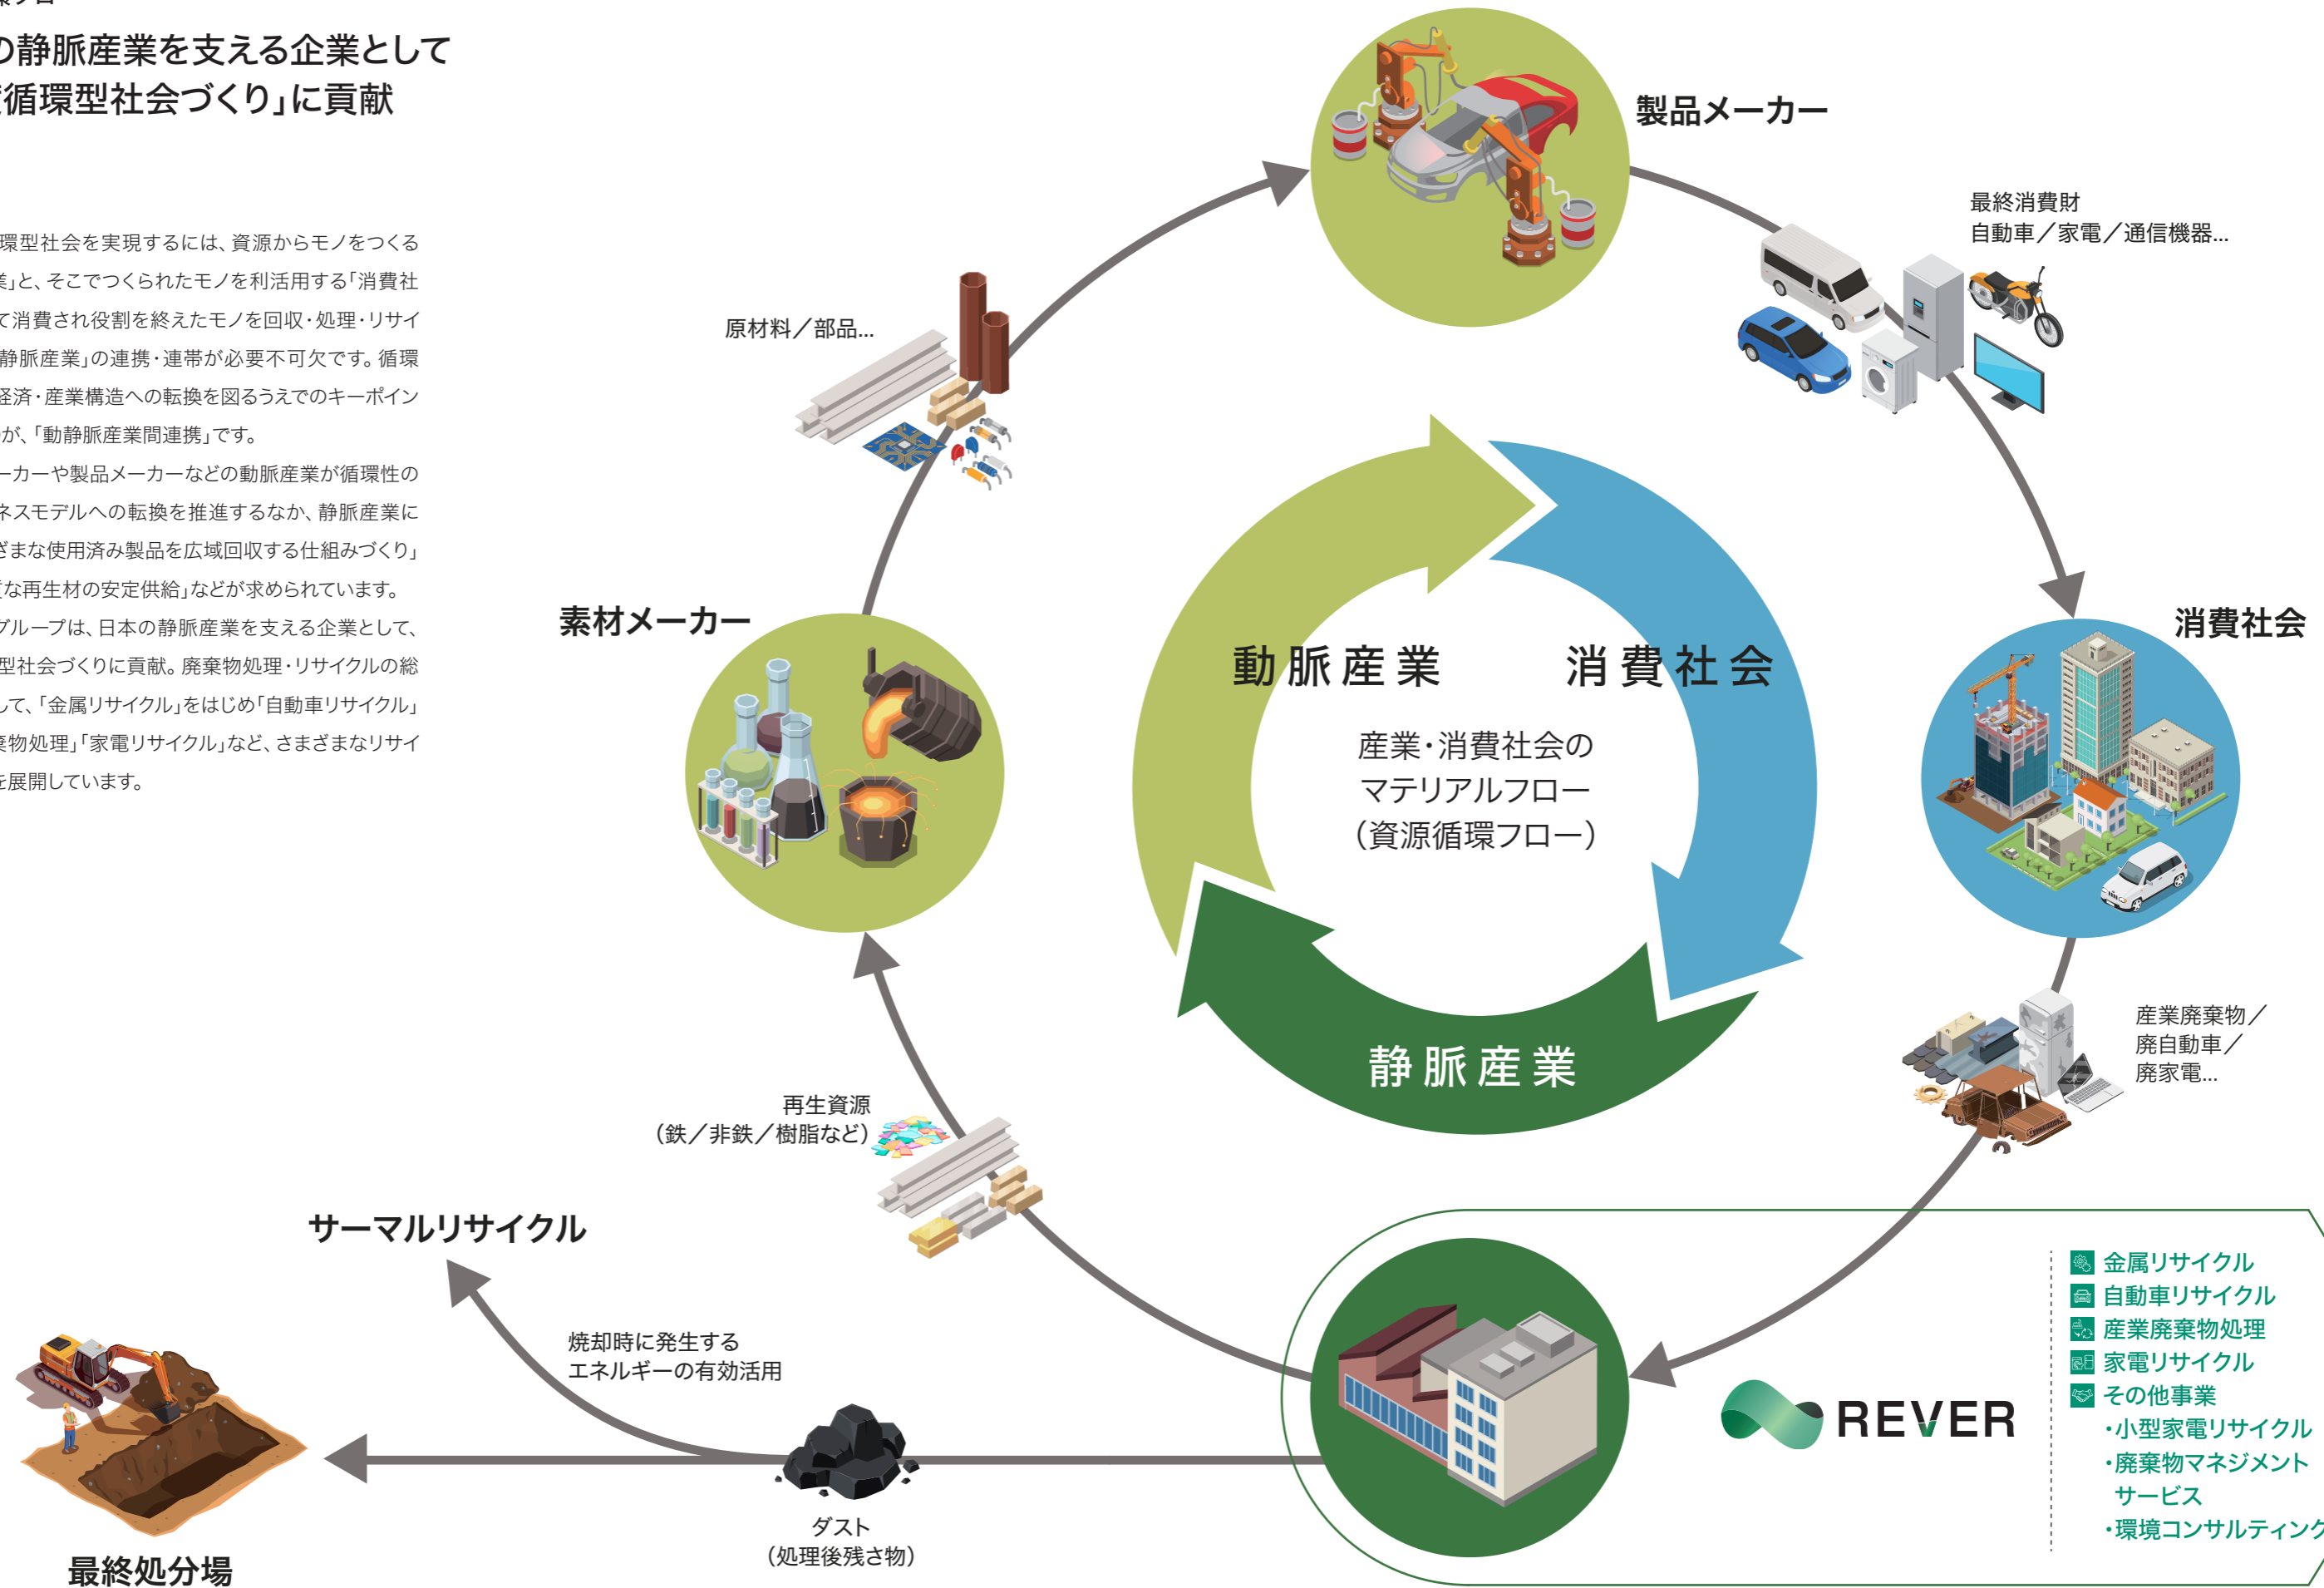 の静脈産業を支える企業として
循環型社会づくり」に貢献
環型社会を実現するには、資源からモノをつくる
業」と、そこでつくられたモノを利活用する「消費社
て消費され役割を終えたモノを回収・処理・リサイ
静脈産業」の連携・連帯が必要不可欠です。循環
経済・産業構造への転換を図るうえでのキーポイン
が、「動静脈産業間連携」です。
ーカーや製品メーカーなどの動脈産業が循環性の
ネスモデルへの転換を推進するなか、静脈産業に
ざまな使用済み製品を広域回収する仕組みづくり」
な再生材の安定供給」などが求められています。
グループは、日本の静脈産業を支える企業として、
型社会づくりに貢献。廃棄物処理・リサイクルの総
して、「金属リサイクル」をはじめ「自動車リサイクル」
棄物処理」「家電リサイクル」など、さまざまなリサイ
を展開しています。
製品メーカー
最終消費財
自動車／家電／通信機器...
原材料／部品...
素材メーカー
消費社会
動脈産業
消費社会
産業・消費社会の
マテリアルフロー
（資源循環フロー）
静脈産業
産業廃棄物／
廃自動車／
廃家電...
再生資源
（鉄／非鉄／樹脂など）
サーマルリサイクル
焼却時に発生する
エネルギーの有効活用
ダスト
（処理後残さ物）
最終処分場
REVER
金属リサイクル
自動車リサイクル
産業廃棄物処理
家電リサイクル
その他事業
・小型家電リサイクル
・廃棄物マネジメント
サービス
・環境コンサルティング